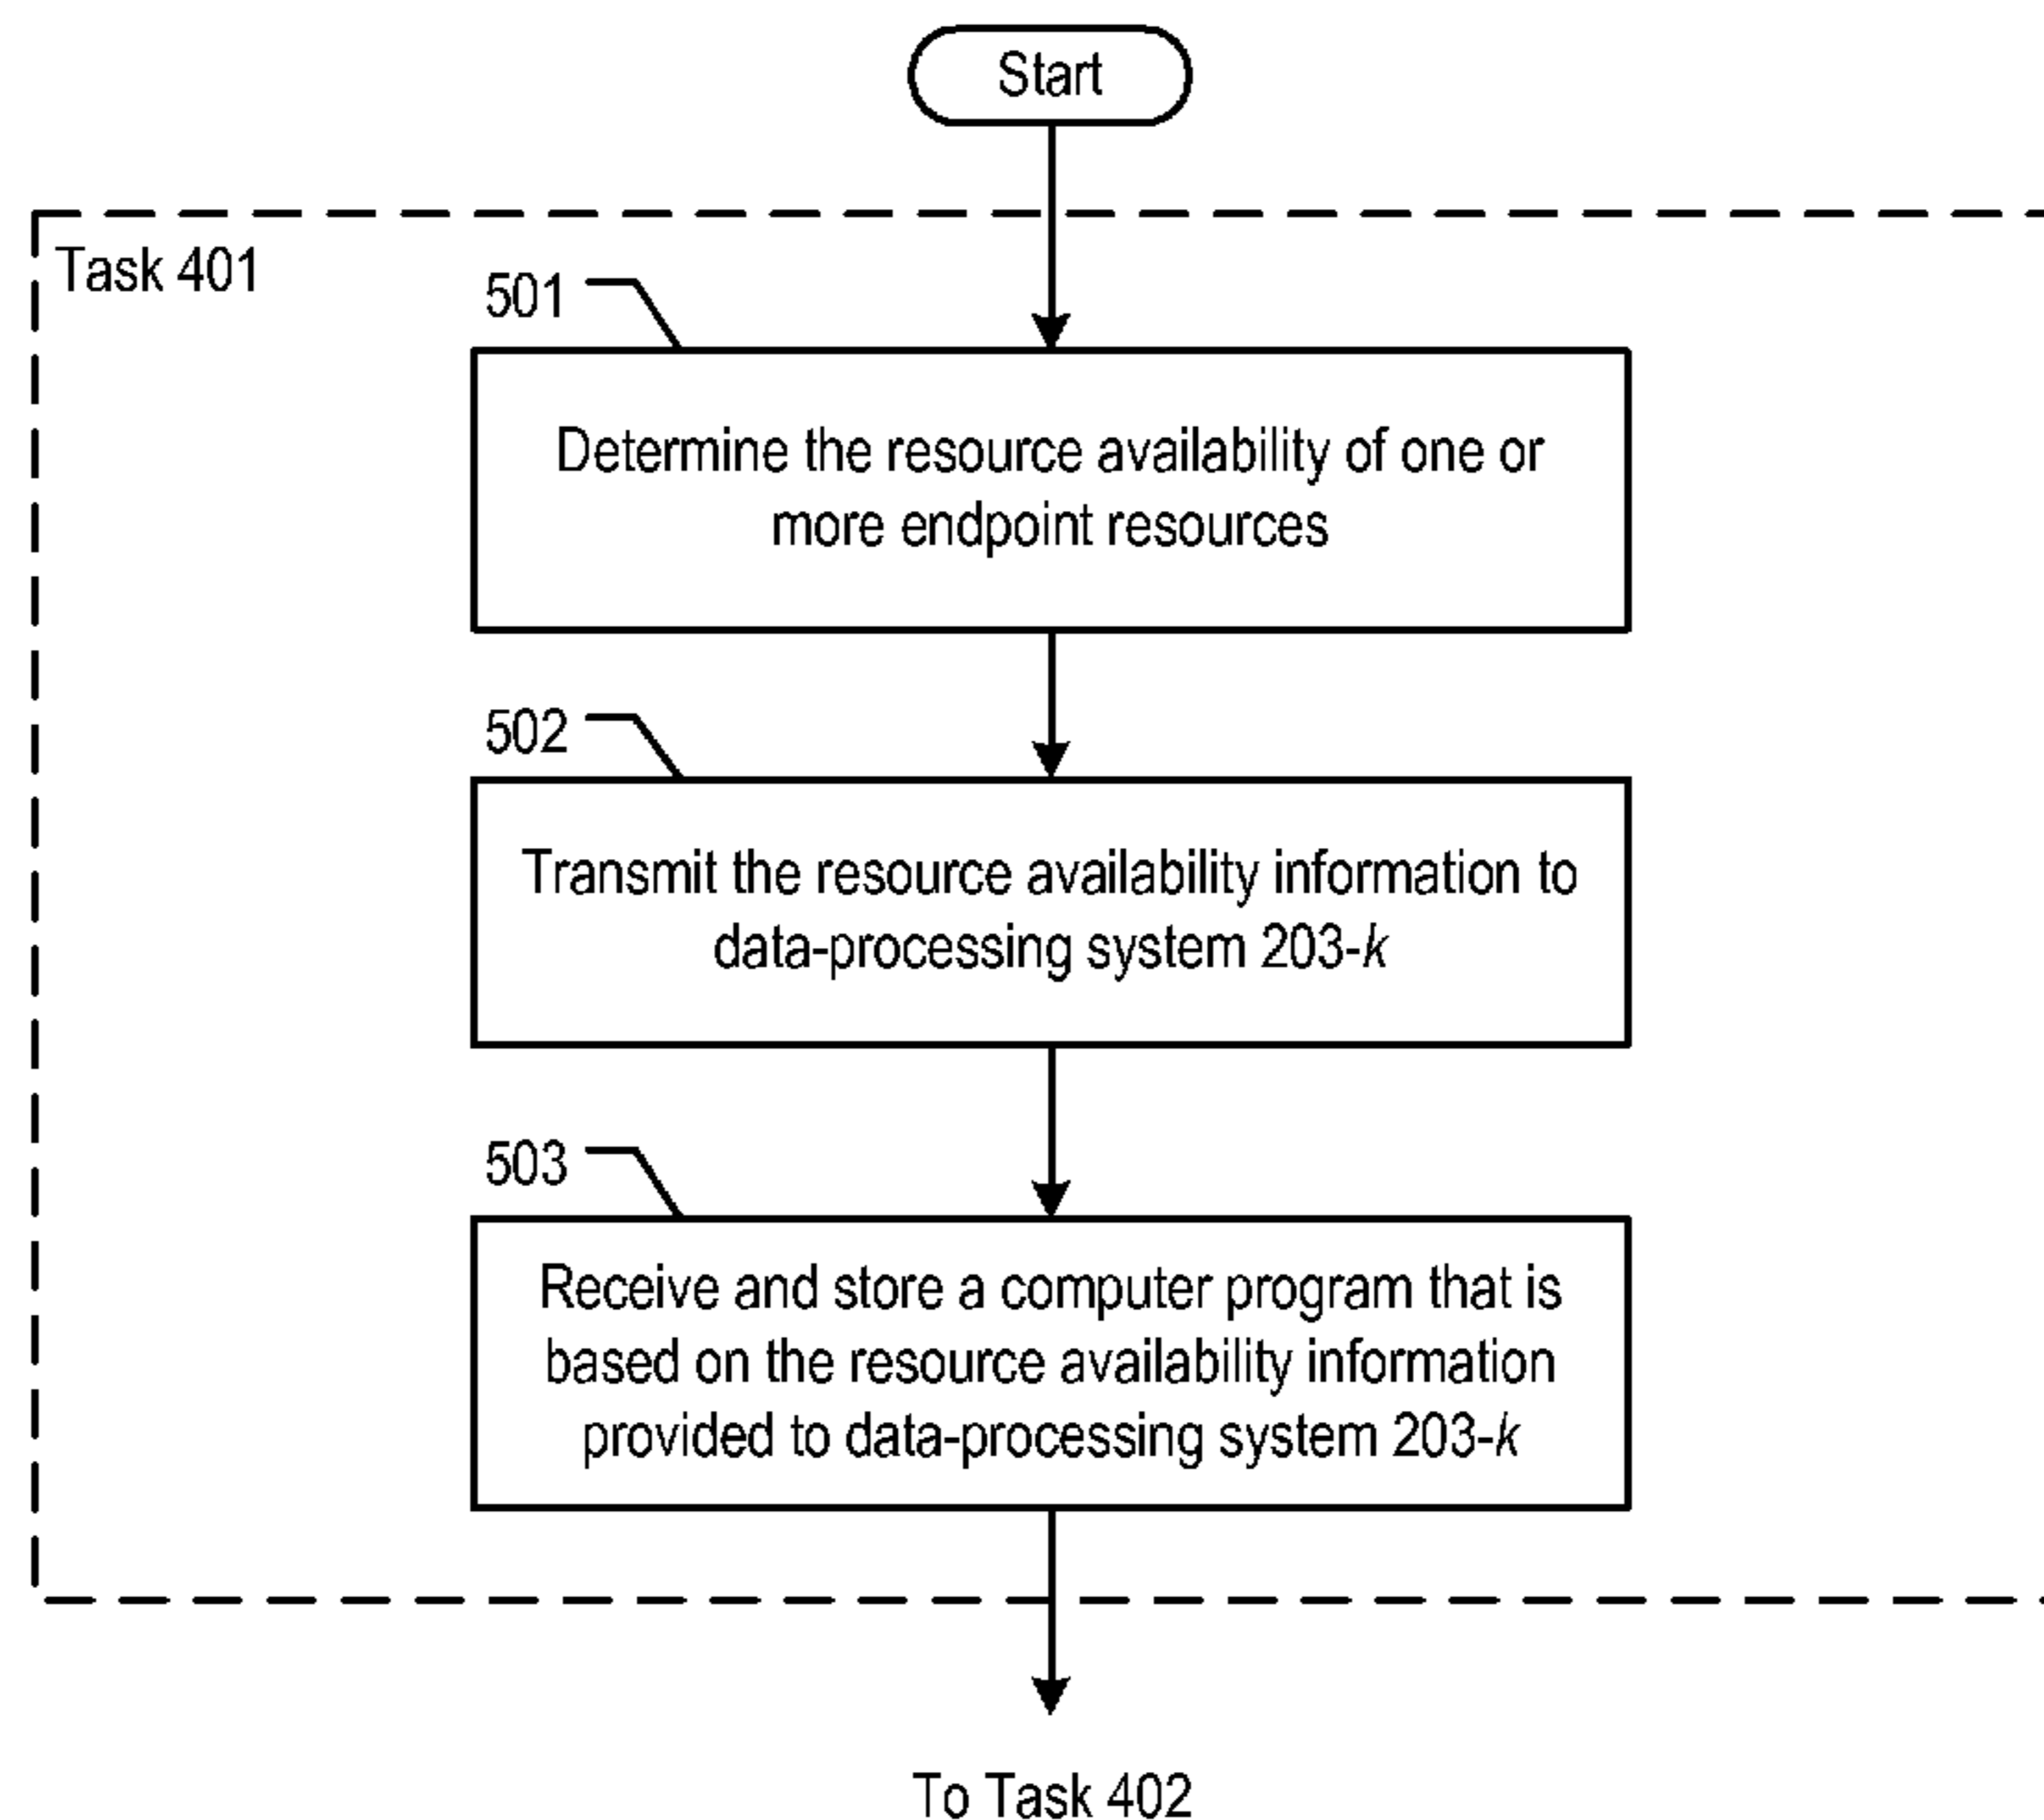 Start
Task 401
501
Determine the resource availability of one or
more endpoint resources
502
Transmit the resource availability information to
data-processing system 203-k
503
Receive and store a computer program that is
based on the resource availability information
provided to data-processing system 203-k
To Task 402